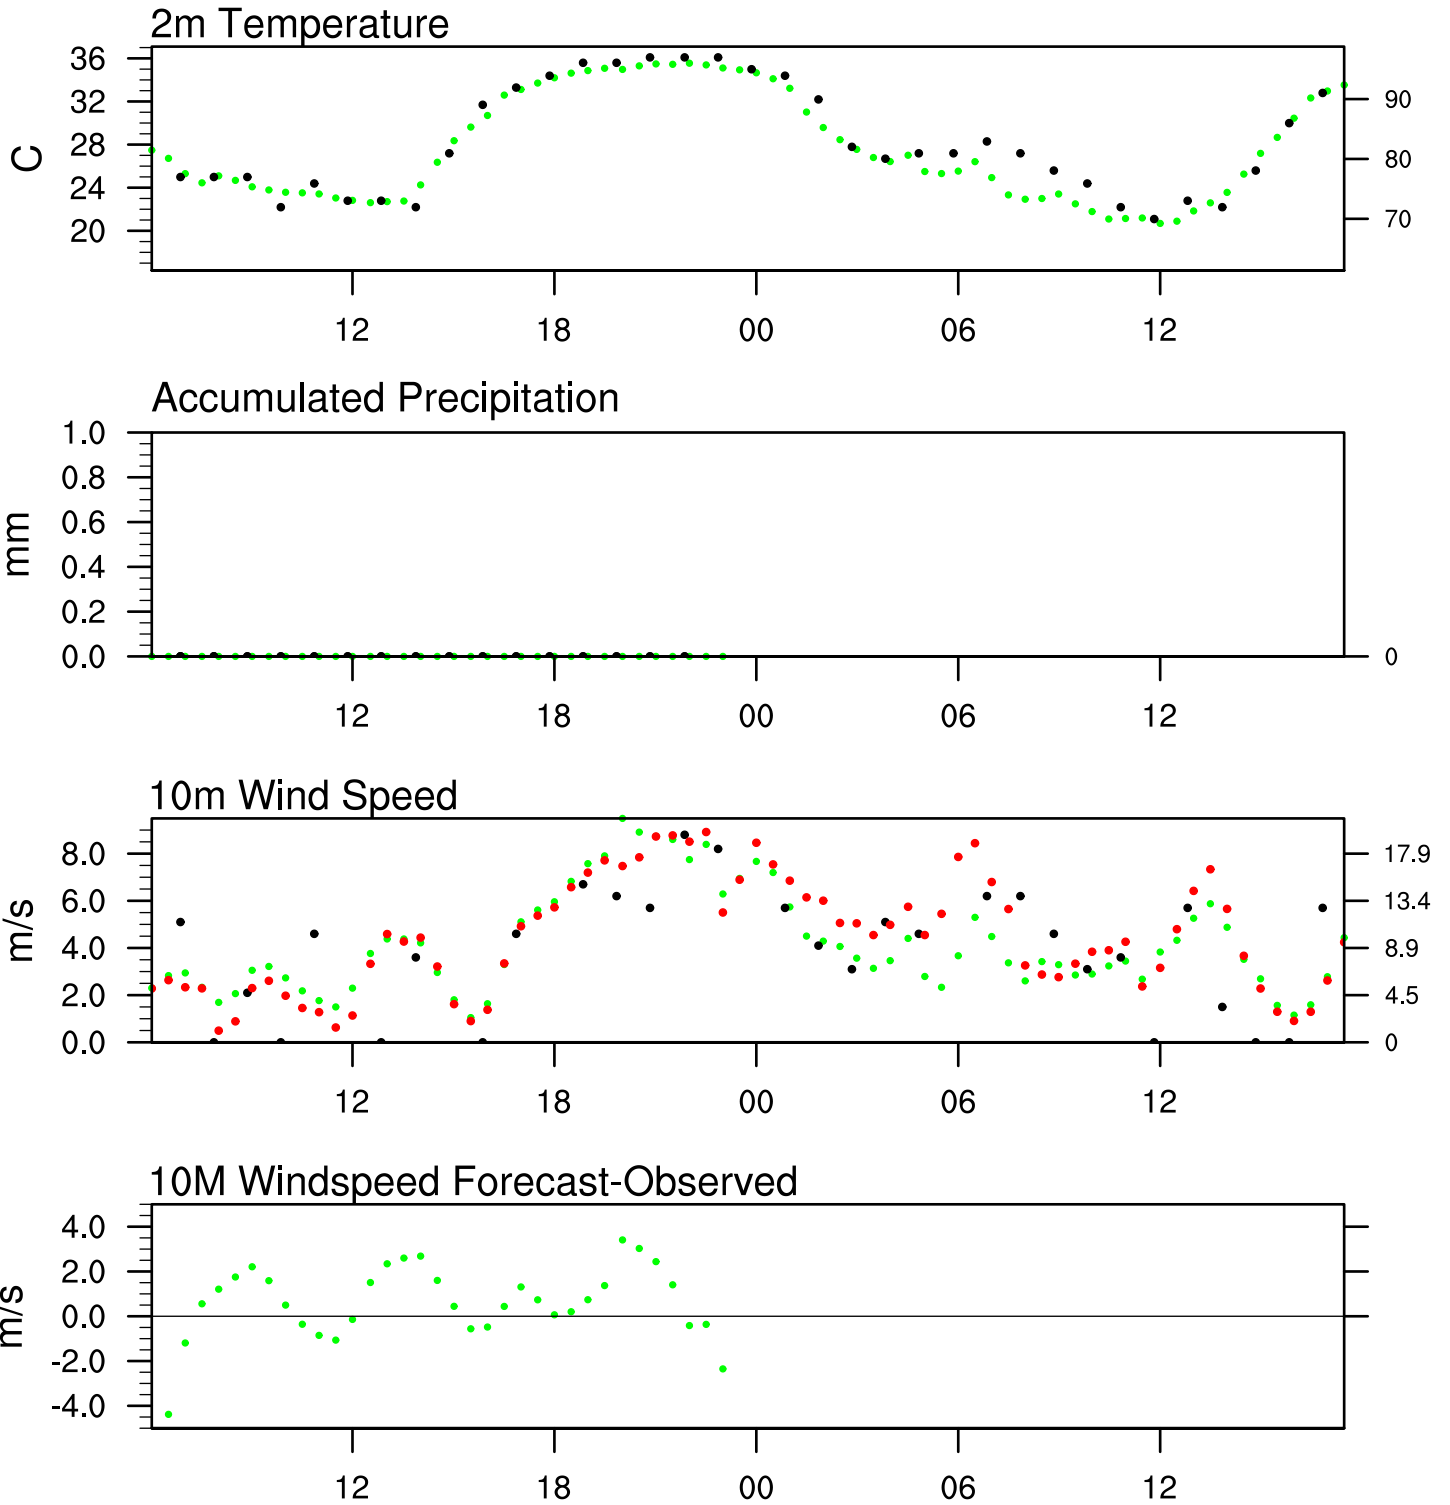 2m Temperature
36
32
28
24
20
C
90
80
70
12 18 00 06 12
Accumulated Precipitation
1.0
0.8
0.6
0.4
0.2
0.0
mm
0
12 18 00 06 12
10m Wind Speed
8.0
6.0
4.0
2.0
0.0
m/s
17.9
13.4
8.9
4.5
0
12 18 00 06 12
10M Windspeed Forecast-Observed
4.0
2.0
0.0
-2.0
-4.0
m/s
12 18 00 06 12